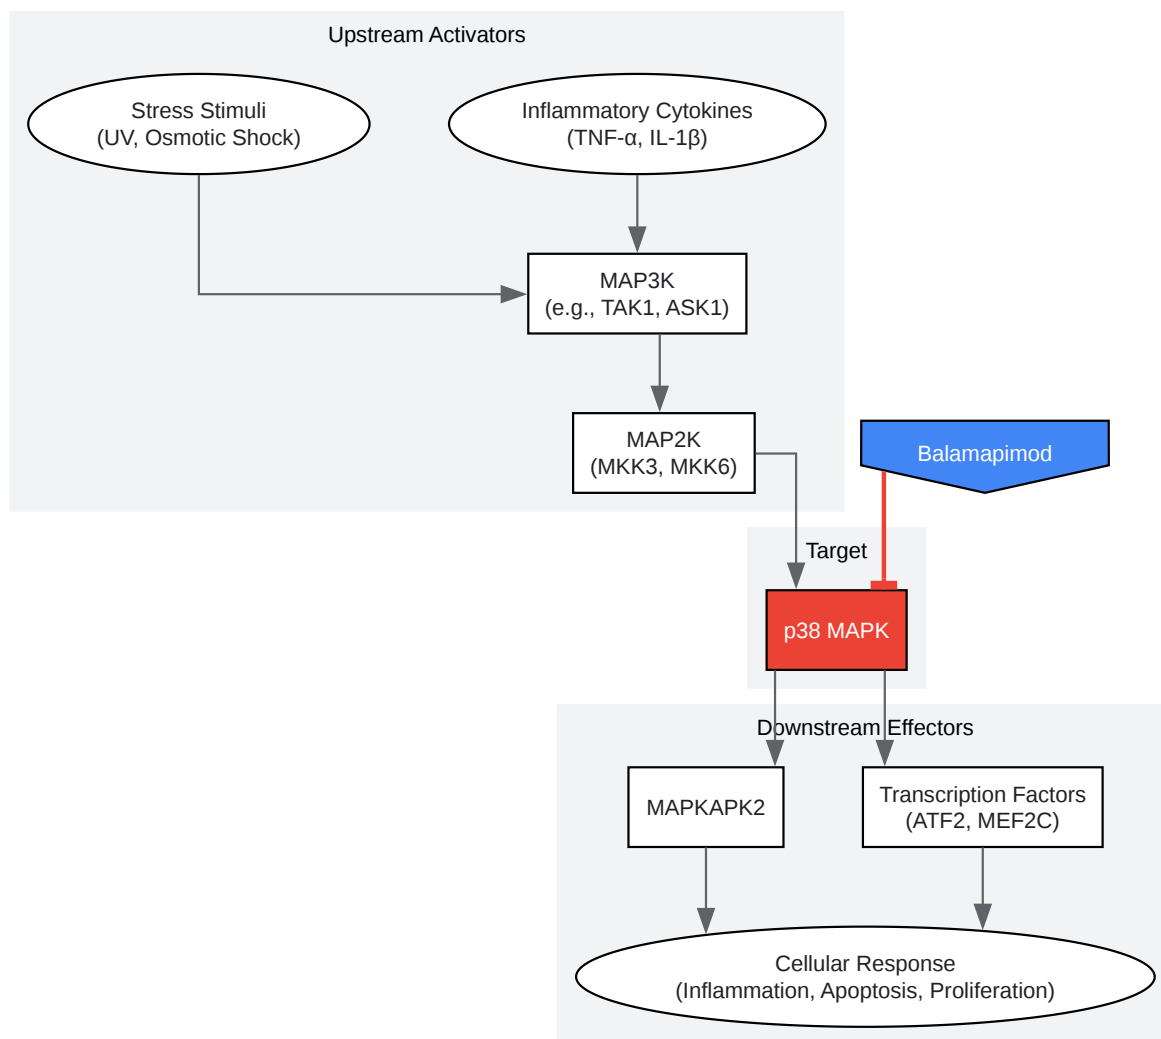 Upstream Activators
Stress Stimuli
(UV, Osmotic Shock)
Inflammatory Cytokines
(TNF-α, IL-1β)
MAP3K
(e.g., TAK1, ASK1)
MAP2K
(MKK3, MKK6)
Balamapimod
Target
p38 MAPK
Downstream Effectors
MAPKAPK2
Transcription Factors
(ATF2, MEF2C)
Cellular Response
(Inflammation, Apoptosis, Proliferation)